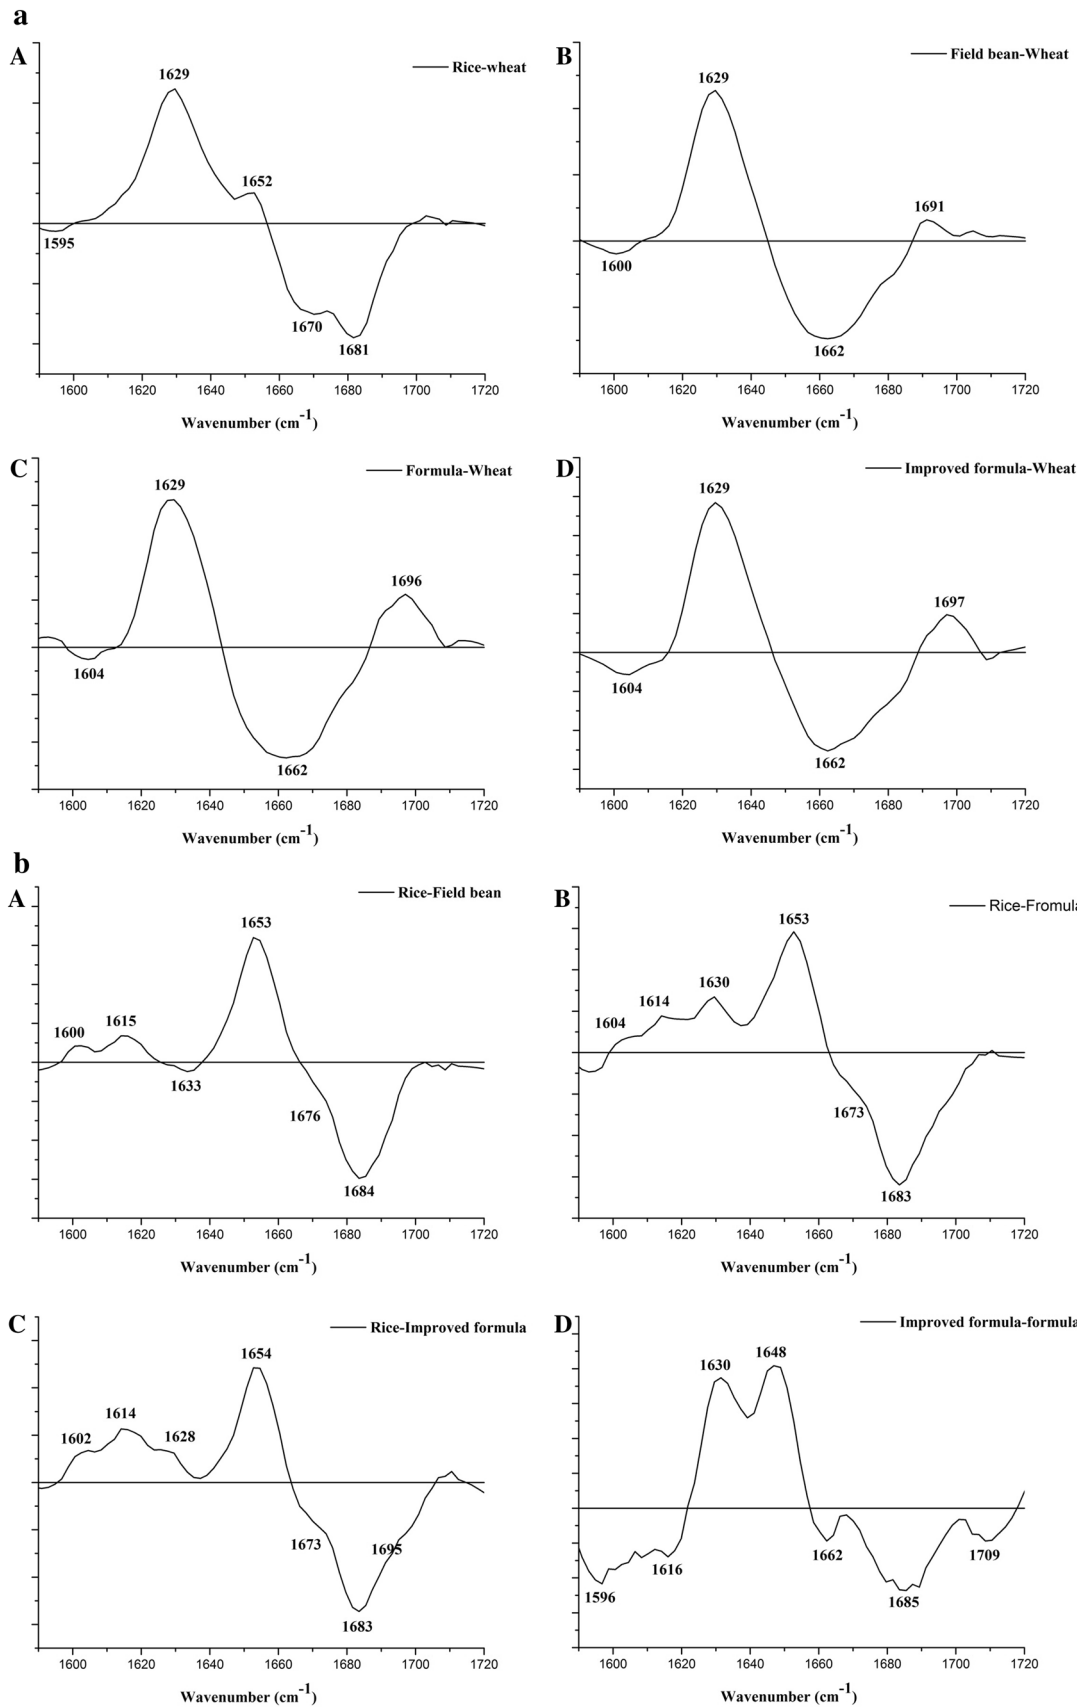 a
A
Rice-wheat
1629
1652
1595
1670
1681
1600 1620 1640 1660 1680 1700 1720
Wavenumber (cm-1)
B
Field bean-Wheat
1629
1691
1600
1662
1600 1620 1640 1660 1680 1700 1720
Wavenumber (cm-1)
C
Formula-Wheat
1629
1696
1604
1662
1600 1620 1640 1660 1680 1700 1720
Wavenumber (cm-1)
D
Improved formula-Wheat
1629
1697
1604
1662
1600 1620 1640 1660 1680 1700 1720
Wavenumber (cm-1)
b
A
Rice-Field bean
1653
1600
1615
1633
1676
1684
1600 1620 1640 1660 1680 1700 1720
Wavenumber (cm-1)
B
Rice-Fromula
1653
1630
1614
1604
1673
1683
1600 1620 1640 1660 1680 1700 1720
Wavenumber (cm-1)
C
Rice-Improved formula
1654
1614
1602
1628
1673
1695
1683
1600 1620 1640 1660 1680 1700 1720
Wavenumber (cm-1)
D
Improved formula-formula
1630
1648
1616
1662
1709
1596
1685
1600 1620 1640 1660 1680 1700 1720
Wavenumber (cm-1)